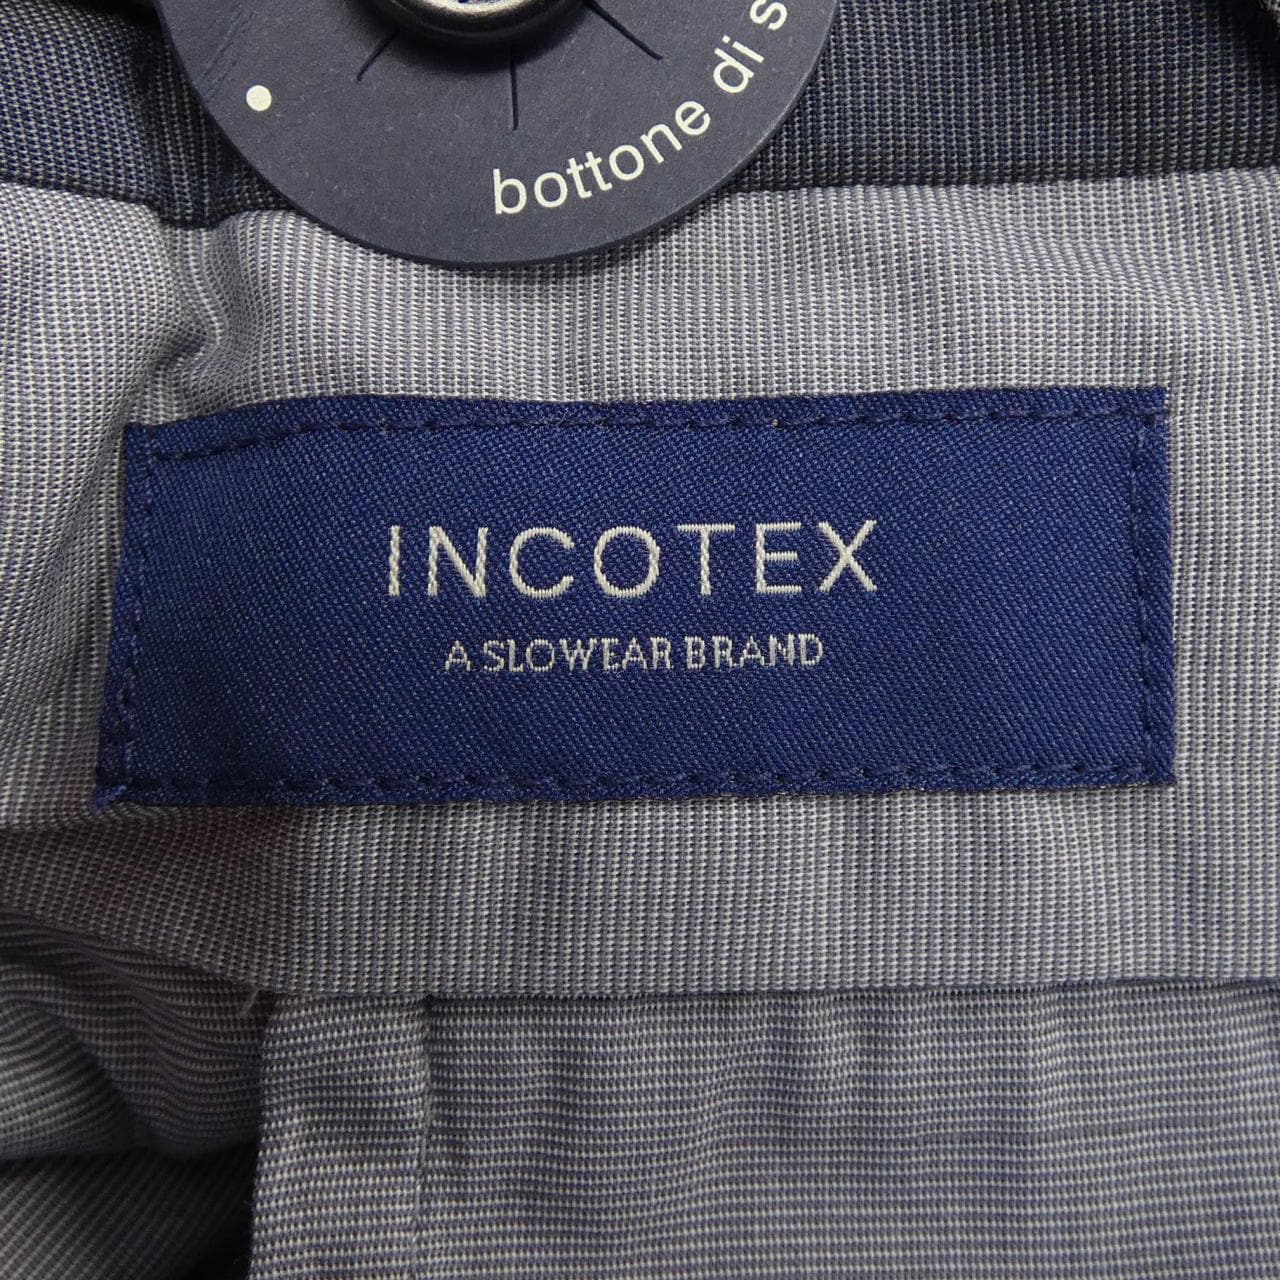 bottone di
INCOTEX
A SLOWEAR BRAND